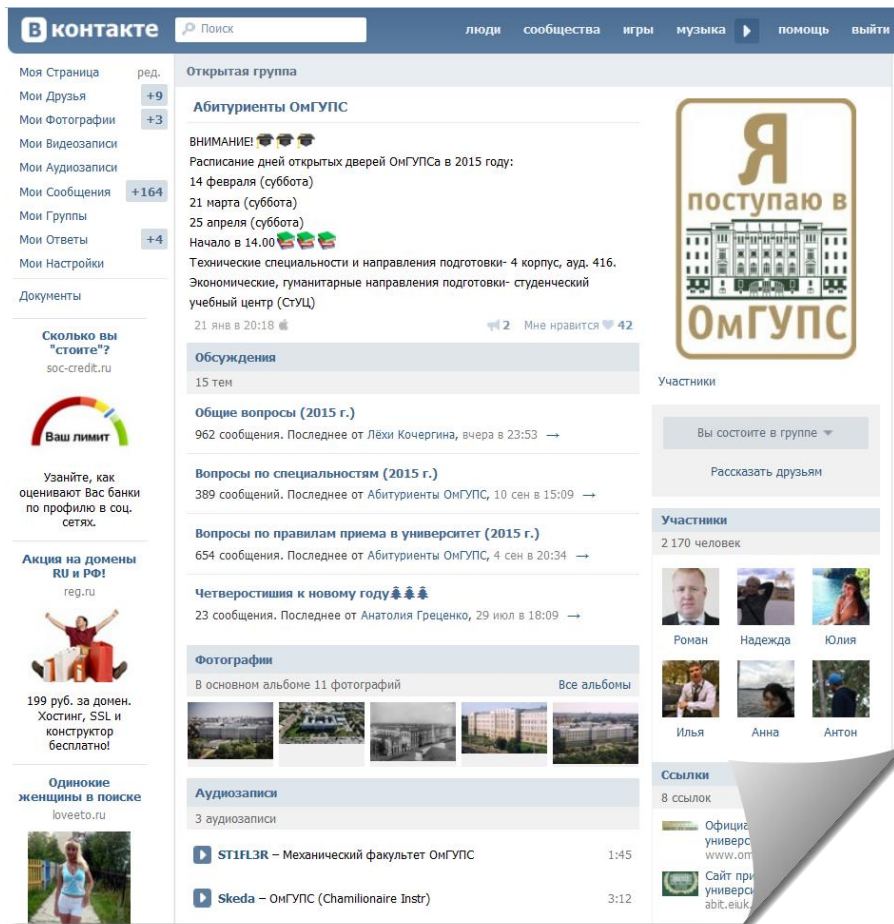 В контакте
Поиск
люди сообщества игры музыка помощь выйти
Моя Страница ред.
Мои Друзья +9
Мои Фотографии +3
Мои Видеозаписи
Мои Аудиозаписи
Мои Сообщения +164
Мои Группы
Мои Ответы +4
Мои Настройки
Документы
Сколько вы
"стоите"?
soc-credit.ru
Ваш лимит
Узнайте, как
оценивают Вас банки
по профилю в соц.
сетях.
Акция на домены
RU и РФ!
reg.ru
199 руб. за домен.
Хостинг, SSL и
конструктор
бесплатно!
Одинокие
женщины в поиске
loveeto.ru
Открытая группа
Абитуриенты ОмГУПС
ВНИМАНИЕ!
Расписание дней открытых дверей ОмГУПСа в 2015 году:
14 февраля (суббота)
21 марта (суббота)
25 апреля (суббота)
Начало в 14.00
Технические специальности и направления подготовки- 4 корпус, ауд. 416.
Экономические, гуманитарные направления подготовки- студенческий
учебный центр (СтУЦ)
21 янв в 20:18 2 Мне нравится 42
Обсуждения
15 тем
Общие вопросы (2015 г.)
962 сообщения. Последнее от Лёхи Кочергина, вчера в 23:53 →
Вопросы по специальностям (2015 г.)
389 сообщений. Последнее от Абитуриенты ОмГУПС, 10 сен в 15:09 →
Вопросы по правилам приема в университет (2015 г.)
654 сообщения. Последнее от Абитуриенты ОмГУПС, 4 сен в 20:34 →
Четверостишия к новому году
23 сообщения. Последнее от Анатолия Греценко, 29 июл в 18:09 →
Фотографии
В основном альбоме 11 фотографий Все альбомы
Аудиозаписи
3 аудиозаписи
ST1FL3R – Механический факультет ОмГУПС 1:45
Skeda – ОмГУПС (Chamilionaire Instr) 3:12
Я
поступаю в
ОмГУПС
Участники
Вы состоите в группе
Рассказать друзьям
Участники
2 170 человек
Роман Надежда Юлия
Илья Анна Антон
Ссылки
8 ссылок
Официа
универс
www.om
Сайт при
универси
abit.eiuk.